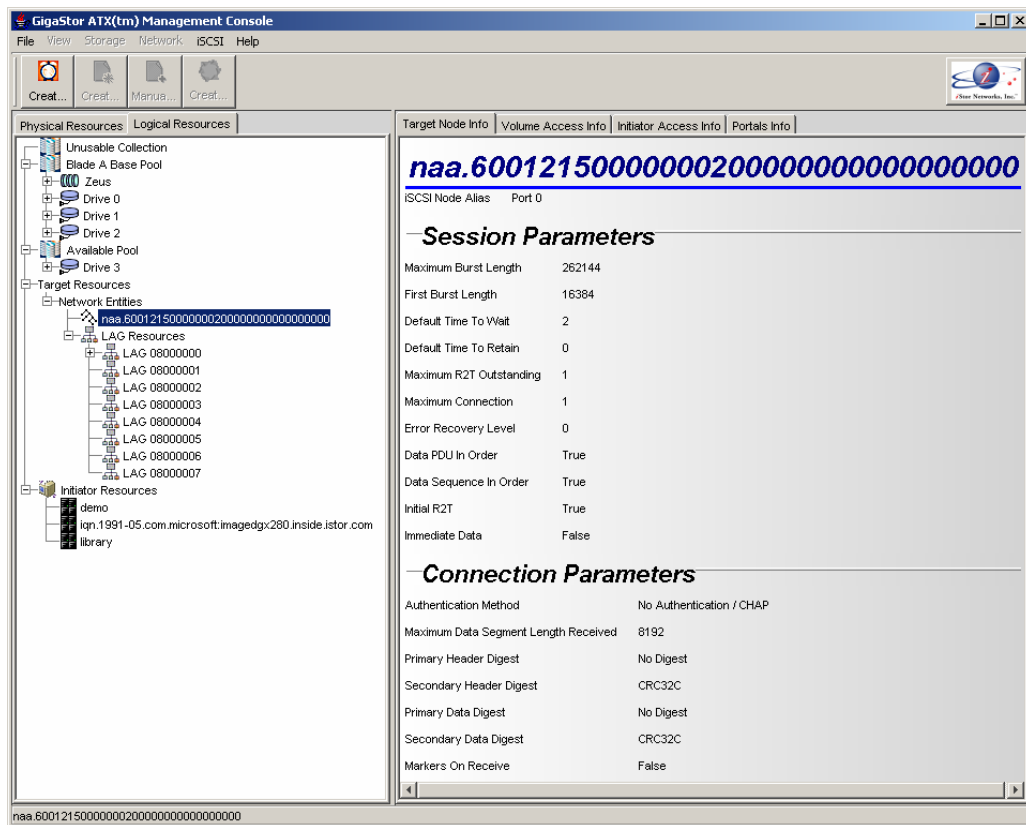 GigaStor ATX(tm) Management Console
File View Storage Network iSCSI Help
Creat... Creat... Manua... Creat...
iStor Networks, Inc.
Physical Resources Logical Resources
Unusable Collection
Blade A Base Pool
Zeus
Drive 0
Drive 1
Drive 2
Available Pool
Drive 3
Target Resources
Network Entities
naa.60012150000000200000000000000000
LAG Resources
LAG 08000000
LAG 08000001
LAG 08000002
LAG 08000003
LAG 08000004
LAG 08000005
LAG 08000006
LAG 08000007
Initiator Resources
demo
iqn.1991-05.com.microsoft:imagedgx280.inside.istor.com
library
Target Node Info Volume Access Info Initiator Access Info Portals Info
naa.60012150000000200000000000000000
iSCSI Node Alias Port 0
Session Parameters
Maximum Burst Length 262144
First Burst Length 16384
Default Time To Wait 2
Default Time To Retain 0
Maximum R2T Outstanding 1
Maximum Connection 1
Error Recovery Level 0
Data PDU In Order True
Data Sequence In Order True
Initial R2T True
Immediate Data False
Connection Parameters
Authentication Method No Authentication / CHAP
Maximum Data Segment Length Received 8192
Primary Header Digest No Digest
Secondary Header Digest CRC32C
Primary Data Digest No Digest
Secondary Data Digest CRC32C
Markers On Receive False
naa.60012150000000200000000000000000